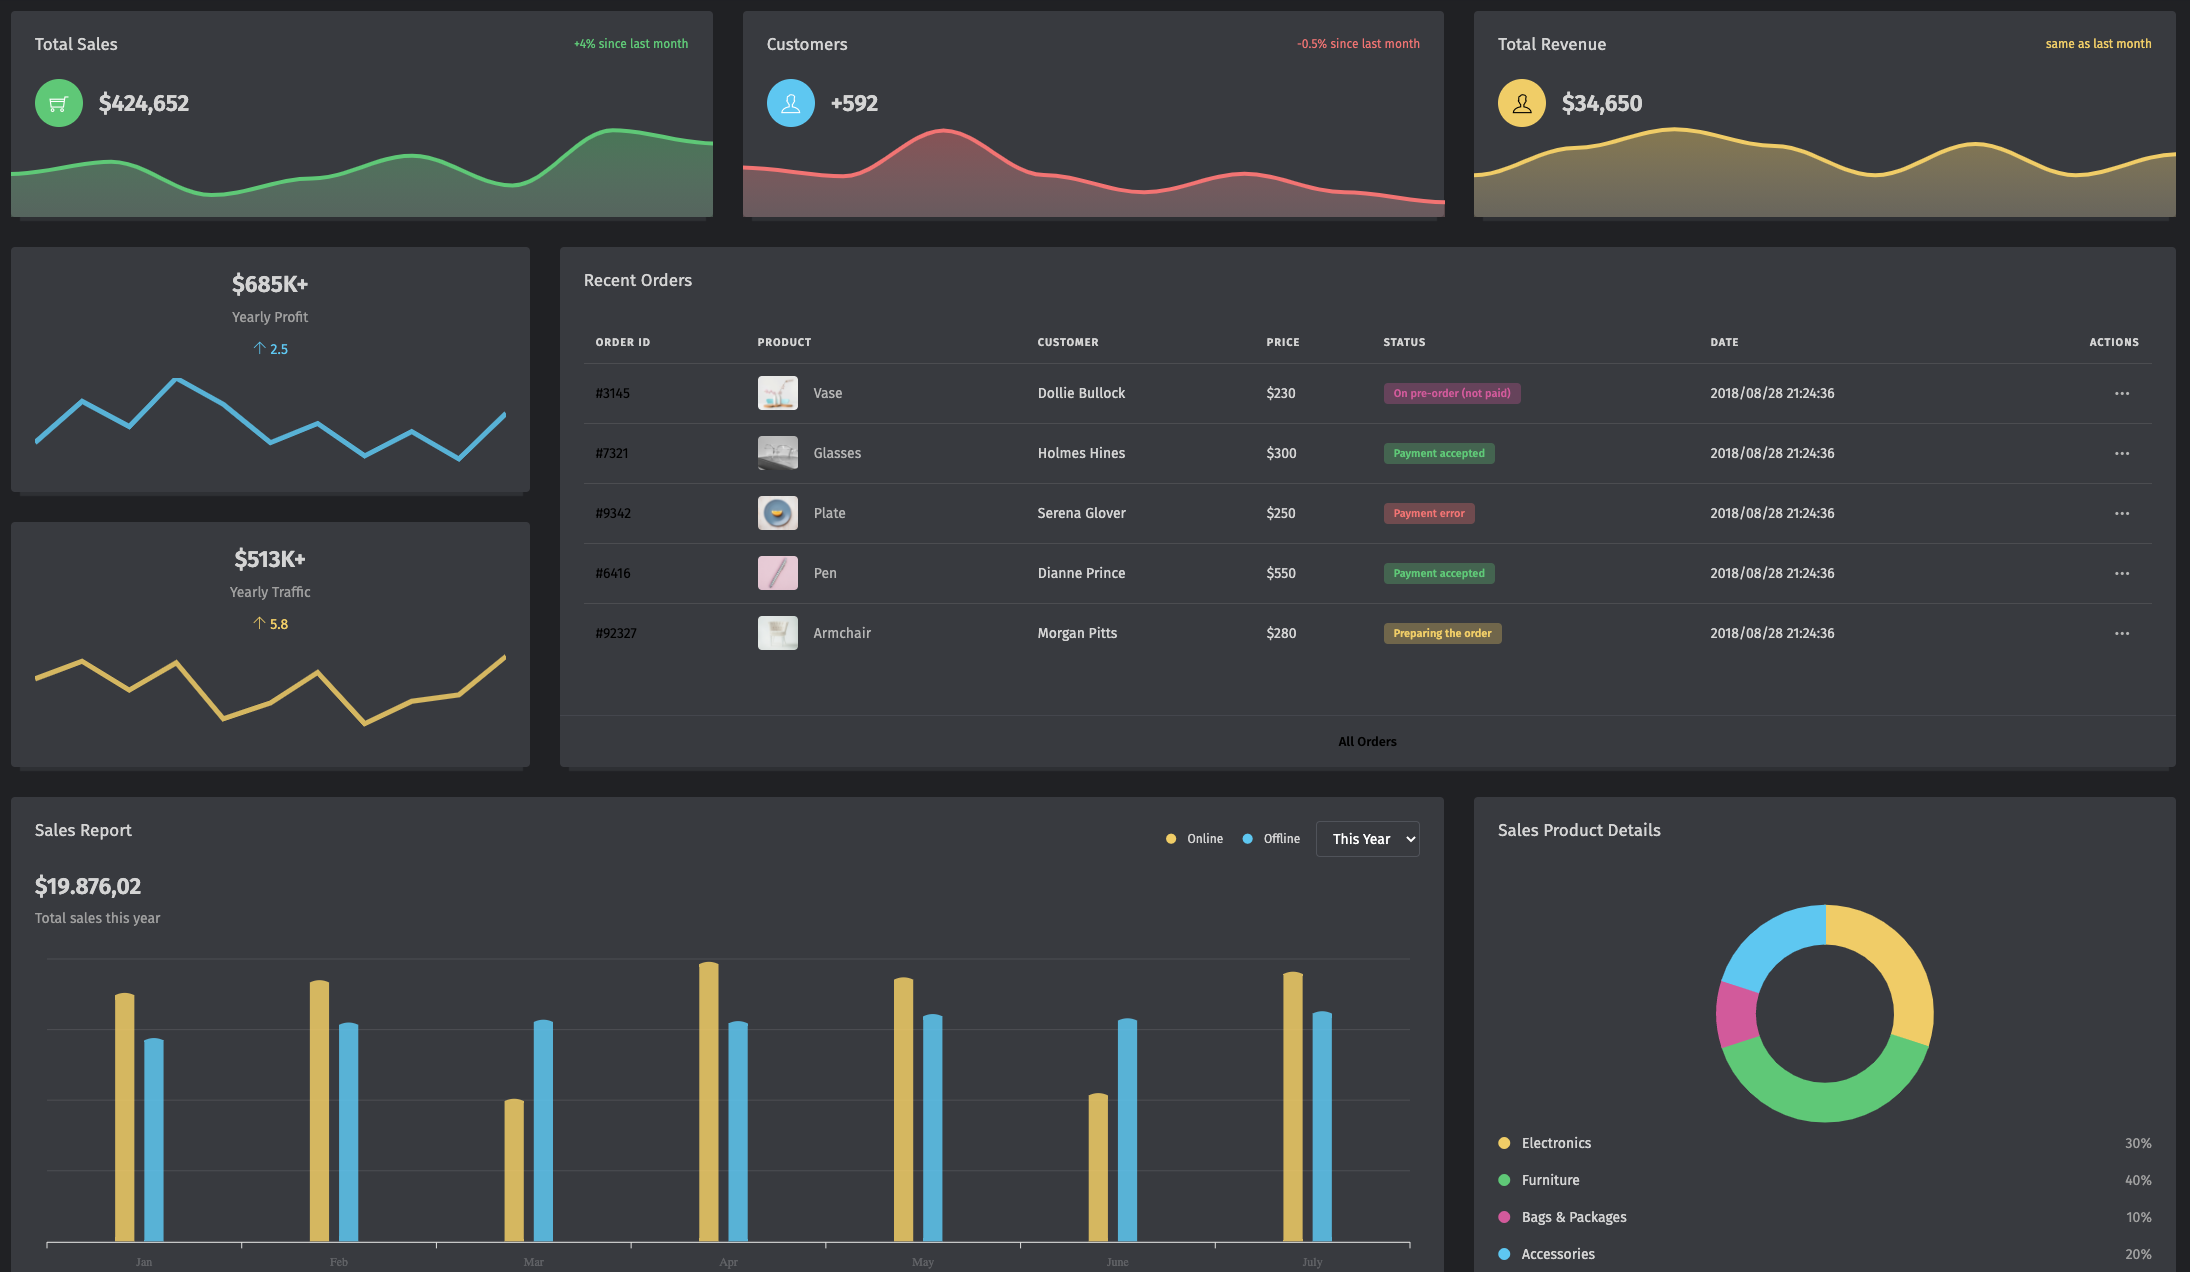 Total Sales
+4% since last month
$424,652
Customers
-0.5% since last month
+592
Total Revenue
same as last month
$34,650
$685K+
Yearly Profit
2.5
$513K+
Yearly Traffic
5.8
Recent Orders
ORDER ID PRODUCT CUSTOMER PRICE STATUS DATE ACTIONS
#3145 Vase Dollie Bullock $230 On pre-order (not paid) 2018/08/28 21:24:36 ···
#7321 Glasses Holmes Hines $300 Payment accepted 2018/08/28 21:24:36 ···
#9342 Plate Serena Glover $250 Payment error 2018/08/28 21:24:36 ···
#6416 Pen Dianne Prince $550 Payment accepted 2018/08/28 21:24:36 ···
#92327 Armchair Morgan Pitts $280 Preparing the order 2018/08/28 21:24:36 ···
All Orders
Sales Report
Online Offline This Year
$19.876,02
Total sales this year
Jan Feb Mar Apr May June July
Sales Product Details
Electronics 30%
Furniture 40%
Bags & Packages 10%
Accessories 20%